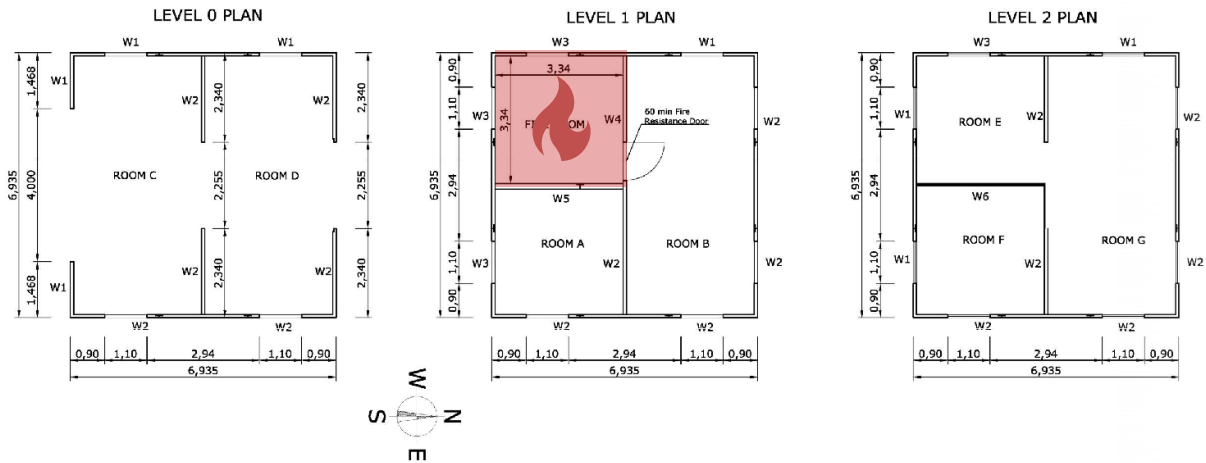 LEVEL 0 PLAN
W1
W1
W1
W2
W2
1,468
4,000
1,468
6,935
2,340
2,255
2,340
2,340
2,255
2,340
ROOM C
ROOM D
W1
W2
W2
W2
W2
0,90
1,10
2,94
1,10
0,90
6,935
LEVEL 1 PLAN
W3
W1
0,90
1,10
2,94
1,10
0,90
6,935
3,34
3,34
W3
W4
60 min Fire
Resistance Door
W2
W5
ROOM A
ROOM B
W3
W2
W2
W2
W2
0,90
1,10
2,94
1,10
0,90
6,935
LEVEL 2 PLAN
W3
W1
0,90
1,10
2,94
1,10
0,90
6,935
W1
ROOM E
W2
W2
W6
ROOM F
ROOM G
W1
W2
W2
W2
W2
0,90
1,10
2,94
1,10
0,90
6,935
W
S
N
E